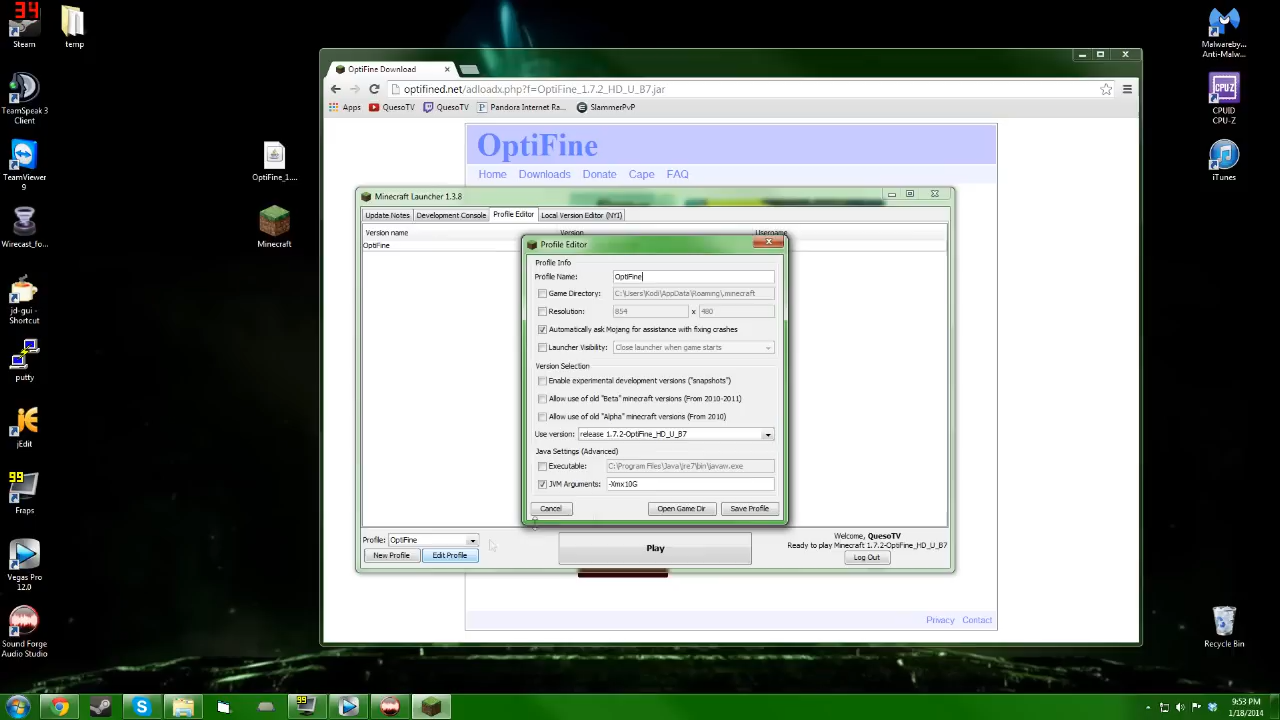 34
Steam
temp
TeamSpeak 3
Client
TeamViewer
9
Wirecast_fo...
jd-gui -
Shortcut
putty
jEdit
99
Fraps
Vegas Pro
12.0
Sound Forge
Audio Studio
OptiFine_1....
Minecraft
Malwareby...
Anti-Malw...
CPUID
CPU-Z
iTunes
Recycle Bin
OptiFine Download
optifined.net/adloadx.php?f=OptiFine_1.7.2_HD_U_B7.jar
Apps QuesoTV QuesoTV Pandora Internet Ra... SlammerPvP
OptiFine
Home Downloads Donate Cape FAQ
Minecraft Launcher 1.3.8
Update Notes Development Console Profile Editor Local Version Editor (NYI)
Version name Version Username
OptiFine
Profile Editor
Profile Info
Profile Name: OptiFine
Game Directory: C:\Users\Kodi\AppData\Roaming\.minecraft
Resolution: 854 x 480
Automatically ask Mojang for assistance with fixing crashes
Launcher Visibility: Close launcher when game starts
Version Selection
Enable experimental development versions ("snapshots")
Allow use of old "Beta" minecraft versions (From 2010-2011)
Allow use of old "Alpha" minecraft versions (From 2010)
Use version: release 1.7.2-OptiFine_HD_U_B7
Java Settings (Advanced)
Executable: C:\Program Files\Java\jre7\bin\javaw.exe
JVM Arguments: -Xmx10G
Cancel Open Game Dir Save Profile
Profile: OptiFine
New Profile Edit Profile
Play
Welcome, QuesoTV
Ready to play Minecraft 1.7.2-OptiFine_HD_U_B7
Log Out
Privacy Contact
99
9:53 PM
1/18/2014